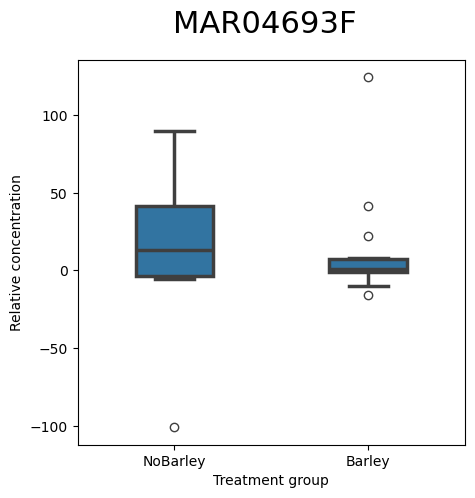 MAR04693F
Relative concentration
100
50
0
−50
−100
NoBarley
Barley
Treatment group